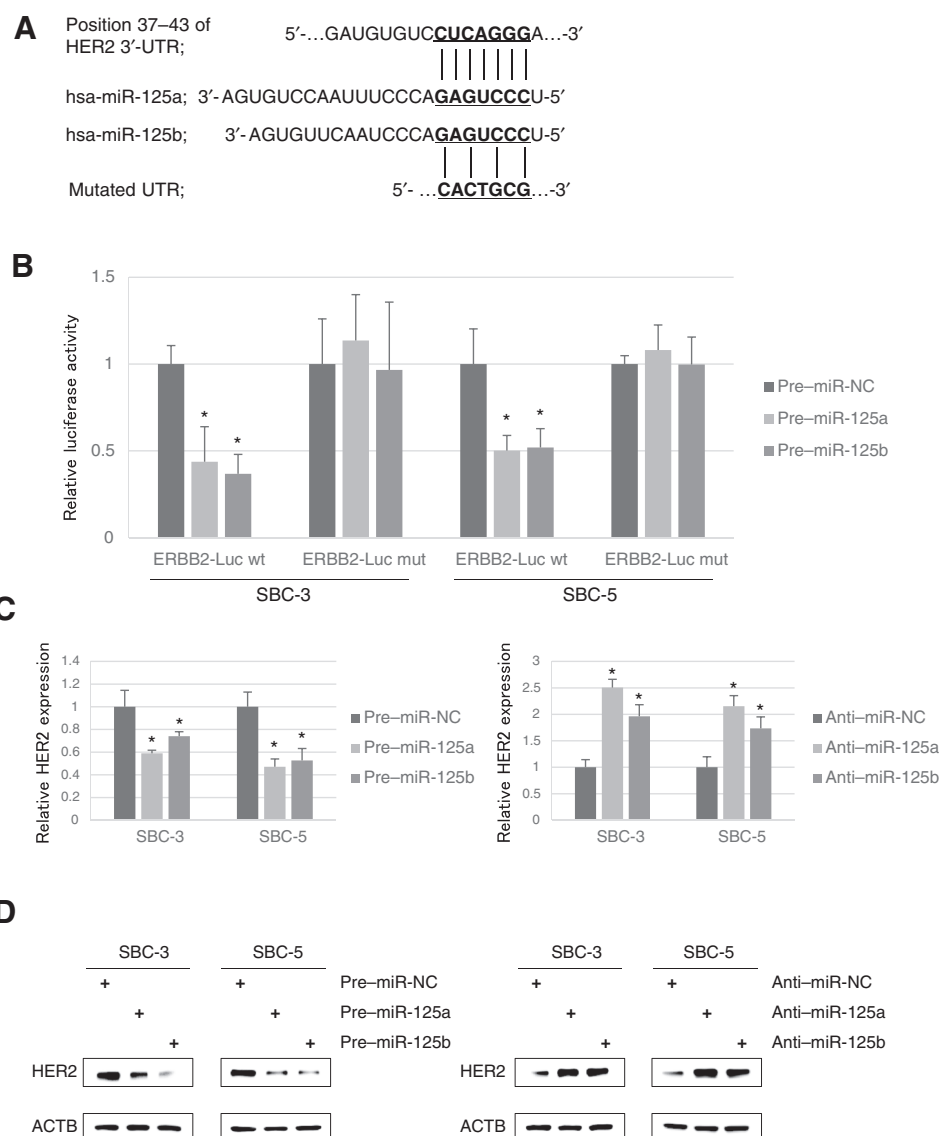 A
Position 37–43 of
HER2 3′-UTR;
5′-…GAUGUGUCCUCAGGGA…-3′
hsa-miR-125a; 3′-AGUGUCCAAUUUCCCAGAGUCCCU-5′
hsa-miR-125b; 3′-AGUGUUCAAUCCCAGAGUCCCU-5′
Mutated UTR; 5′- …CACTGCG…-3′
B
Relative luciferase activity
1.5
1
0.5
0
* * * *
ERBB2-Luc wt ERBB2-Luc mut ERBB2-Luc wt ERBB2-Luc mut
SBC-3 SBC-5
Pre–miR-NC
Pre–miR-125a
Pre–miR-125b
C
Relative HER2 expression
1.4
1.2
1
0.8
0.6
0.4
0.2
0
* * * *
SBC-3 SBC-5
Pre–miR-NC
Pre–miR-125a
Pre–miR-125b
Relative HER2 expression
3
2.5
2
1.5
1
0.5
0
* * * *
SBC-3 SBC-5
Anti–miR-NC
Anti–miR-125a
Anti–miR-125b
D
SBC-3 SBC-5
+ + Pre–miR-NC
+ + Pre–miR-125a
+ + Pre–miR-125b
HER2
ACTB
SBC-3 SBC-5
+ + Anti–miR-NC
+ + Anti–miR-125a
+ + Anti–miR-125b
HER2
ACTB